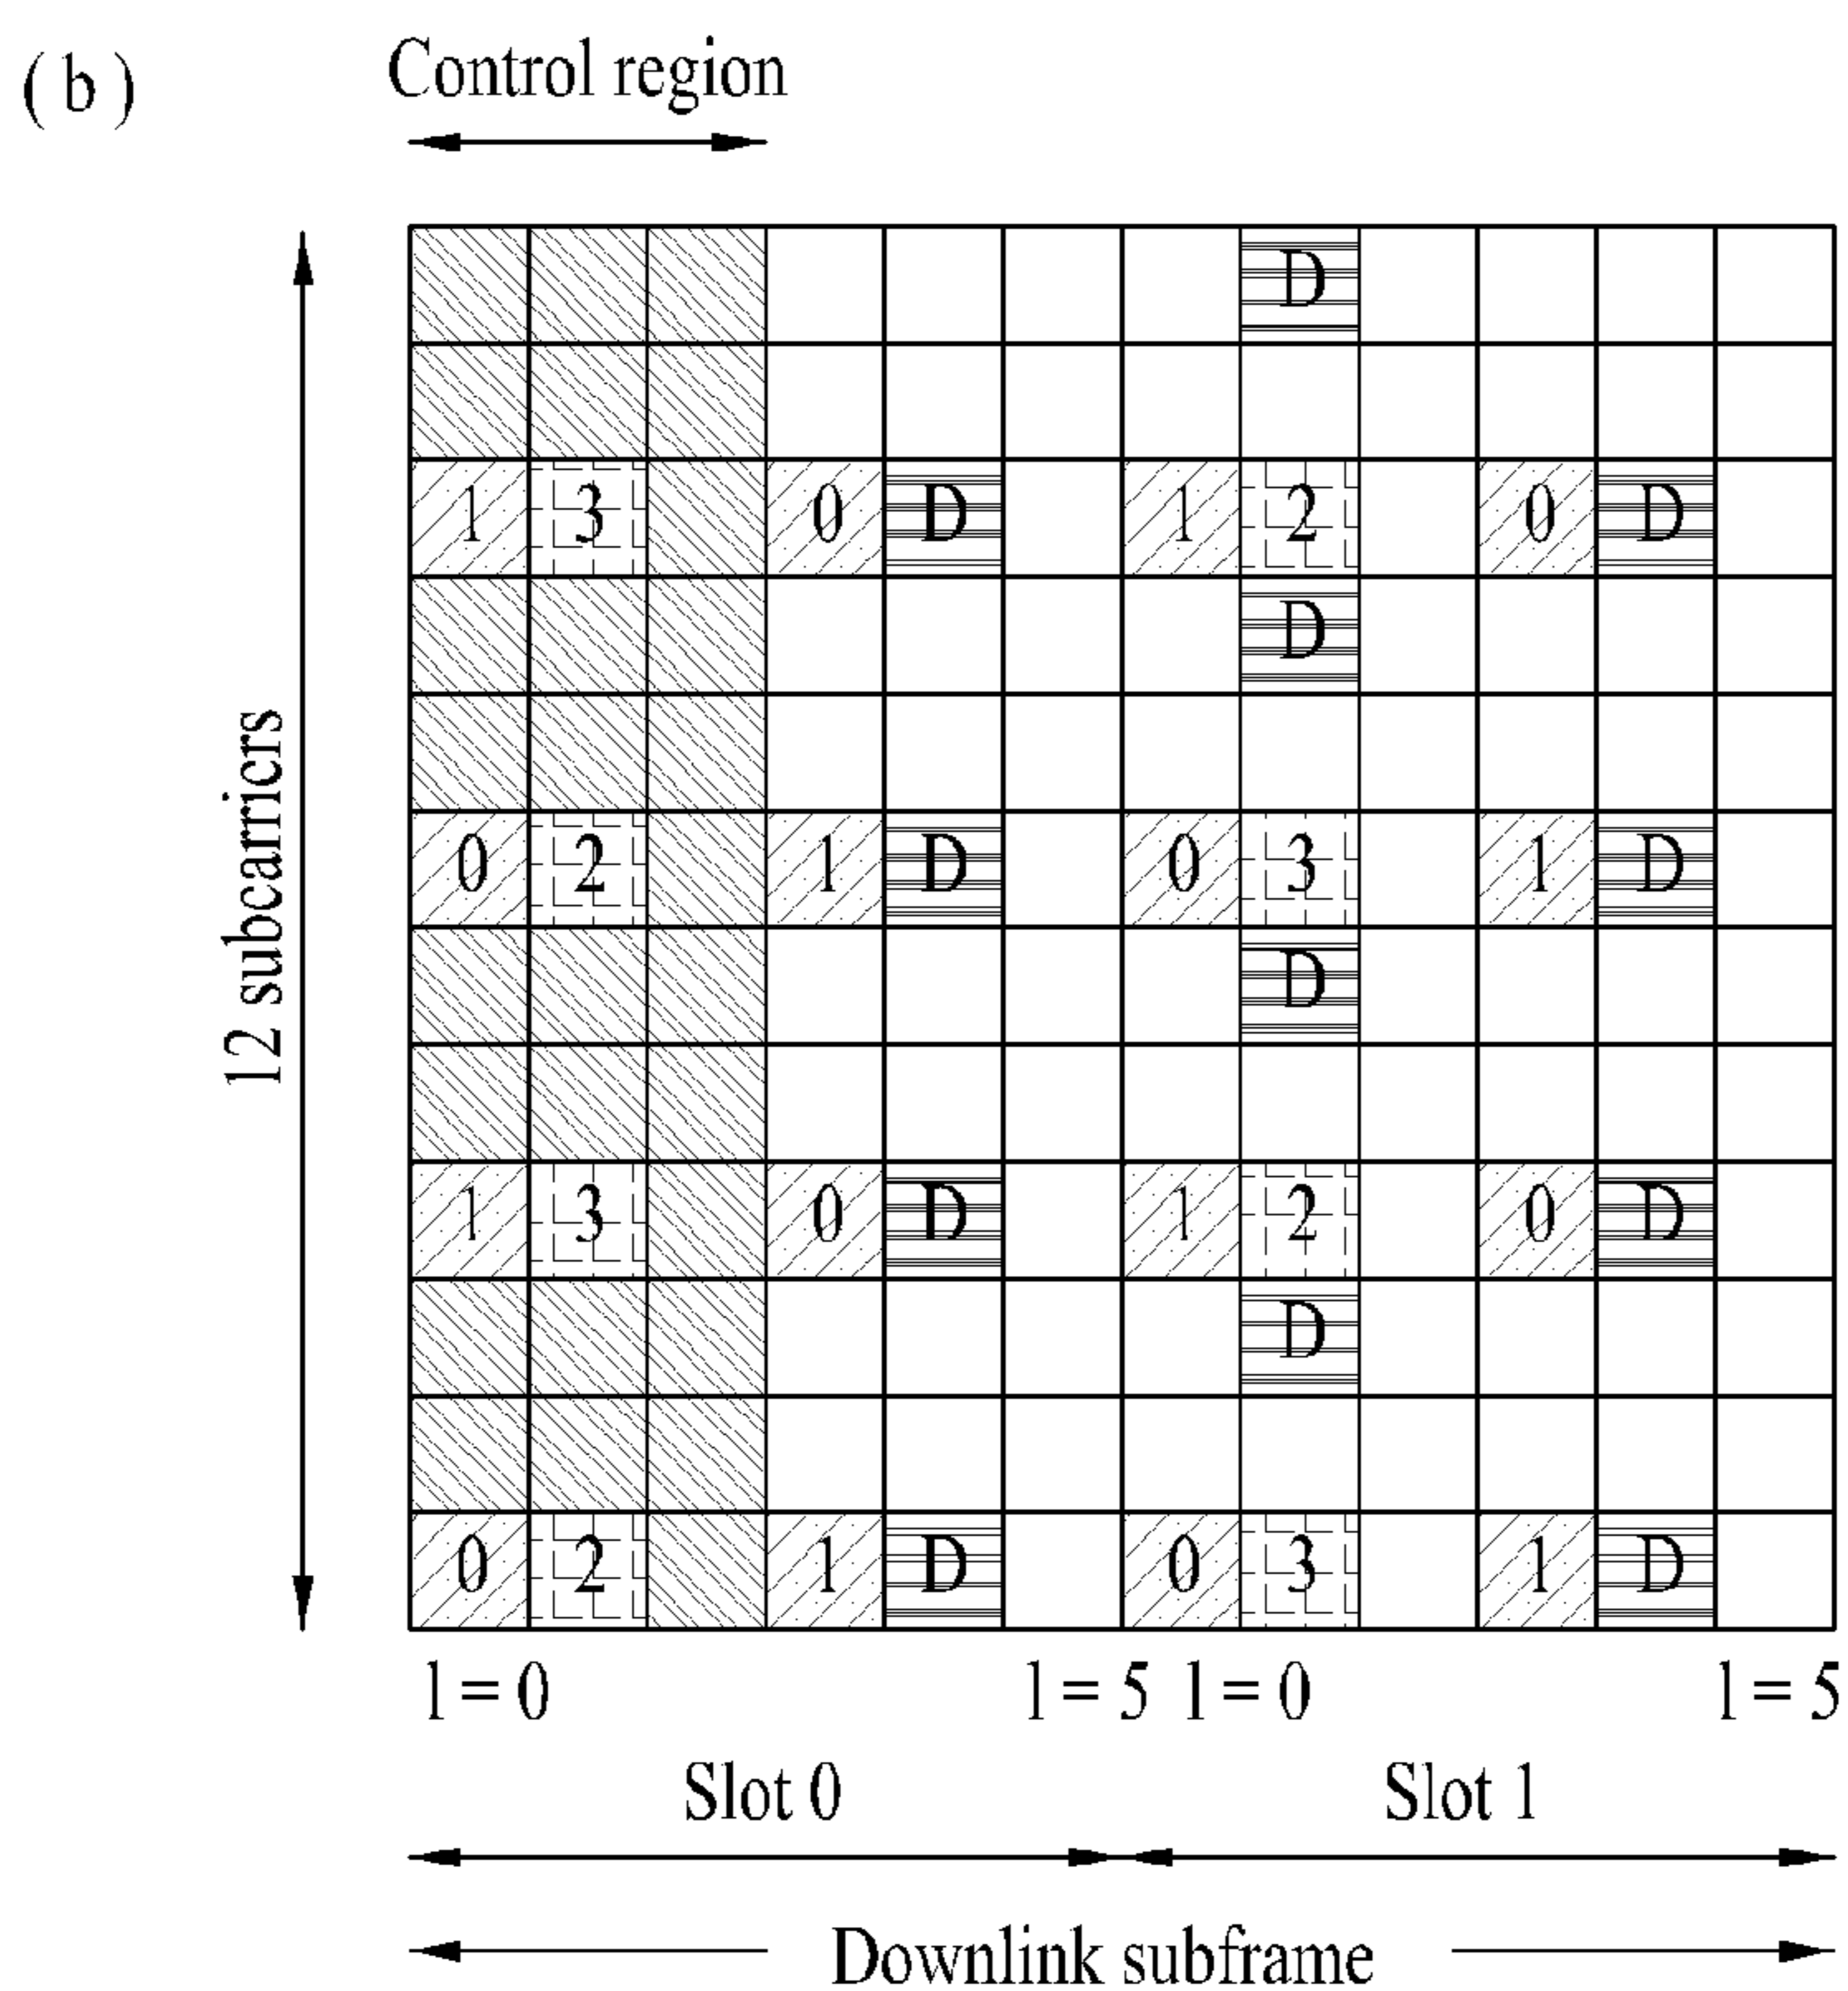 (b)
Control region
D
1 3 0 D 1 2 0 D
D
0 2 1 D 0 3 1 D
D
1 3 0 D 1 2 0 D
D
0 2 1 D 0 3 1 D
12 subcarricrs
l = 0 l = 5 l = 0 l = 5
Slot 0 Slot 1
Downlink subframe